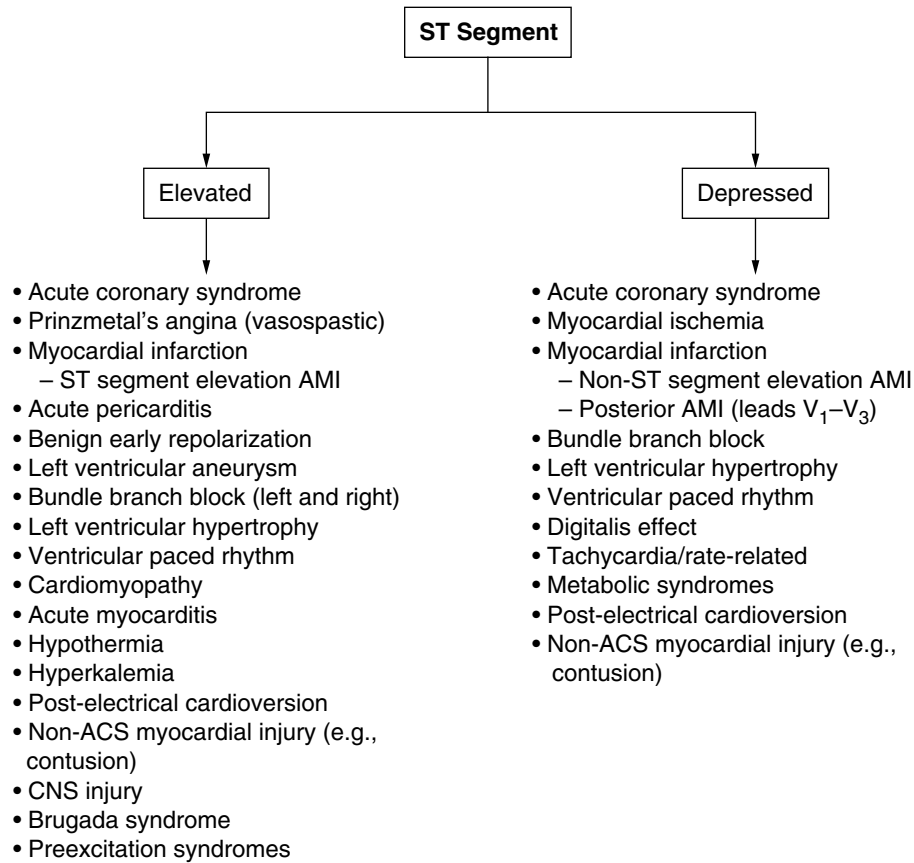 ST Segment
Elevated
• Acute coronary syndrome
• Prinzmetal's angina (vasospastic)
• Myocardial infarction
– ST segment elevation AMI
• Acute pericarditis
• Benign early repolarization
• Left ventricular aneurysm
• Bundle branch block (left and right)
• Left ventricular hypertrophy
• Ventricular paced rhythm
• Cardiomyopathy
• Acute myocarditis
• Hypothermia
• Hyperkalemia
• Post-electrical cardioversion
• Non-ACS myocardial injury (e.g.,
contusion)
• CNS injury
• Brugada syndrome
• Preexcitation syndromes
Depressed
• Acute coronary syndrome
• Myocardial ischemia
• Myocardial infarction
– Non-ST segment elevation AMI
– Posterior AMI (leads V₁–V₃)
• Bundle branch block
• Left ventricular hypertrophy
• Ventricular paced rhythm
• Digitalis effect
• Tachycardia/rate-related
• Metabolic syndromes
• Post-electrical cardioversion
• Non-ACS myocardial injury (e.g.,
contusion)